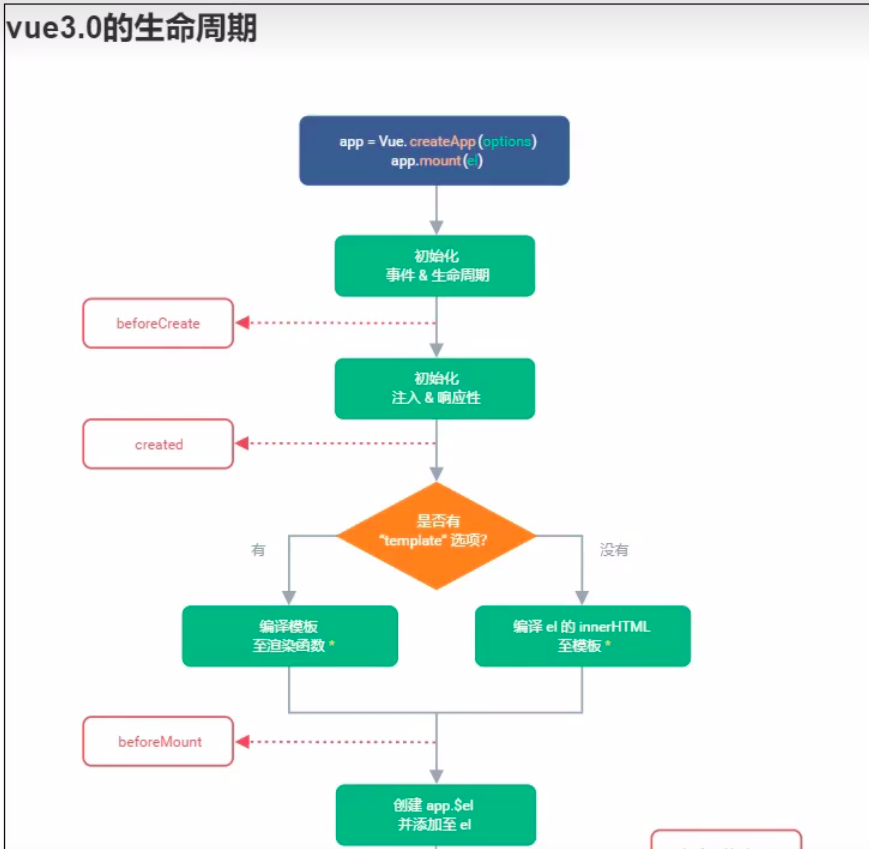 vue3.0的生命周期
app = Vue.createApp(options)
app.mount(el)
初始化
事件 & 生命周期
beforeCreate
初始化
注入 & 响应性
created
是否有
“template” 选项?
有
没有
编译模板
至渲染函数 *
编译 el 的 innerHTML
至模板 *
beforeMount
创建 app.$el
并添加至 el